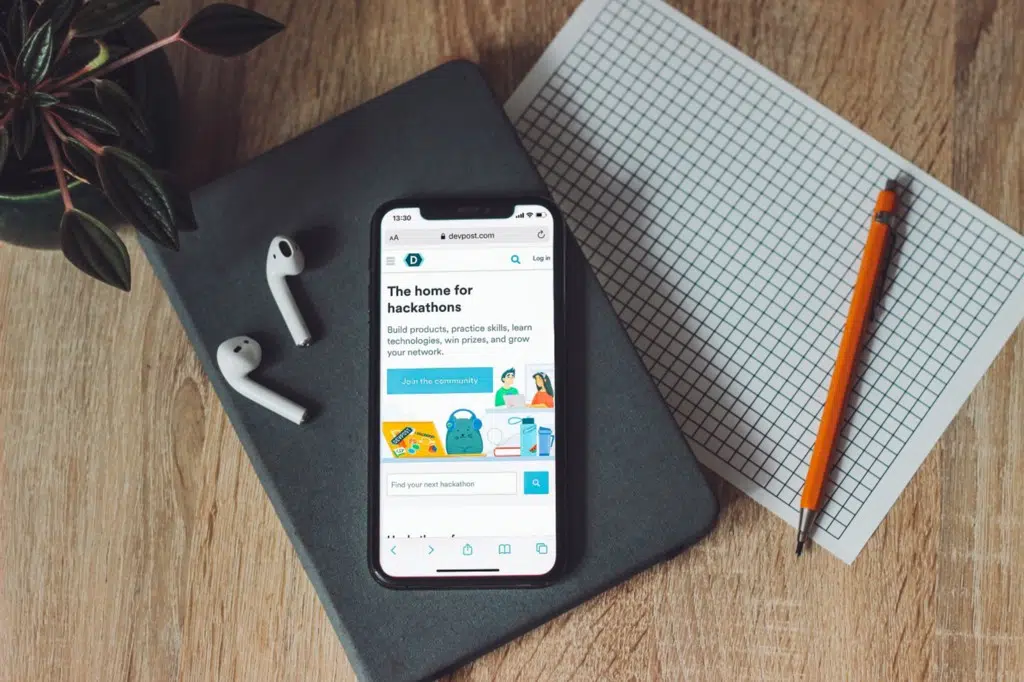 13:30
AA
devpost.com
D
Log in
The home for
hackathons
Build products, practice skills, learn
technologies, win prizes, and grow
your network.
Join the community
DEVPOST
Find your next hackathon